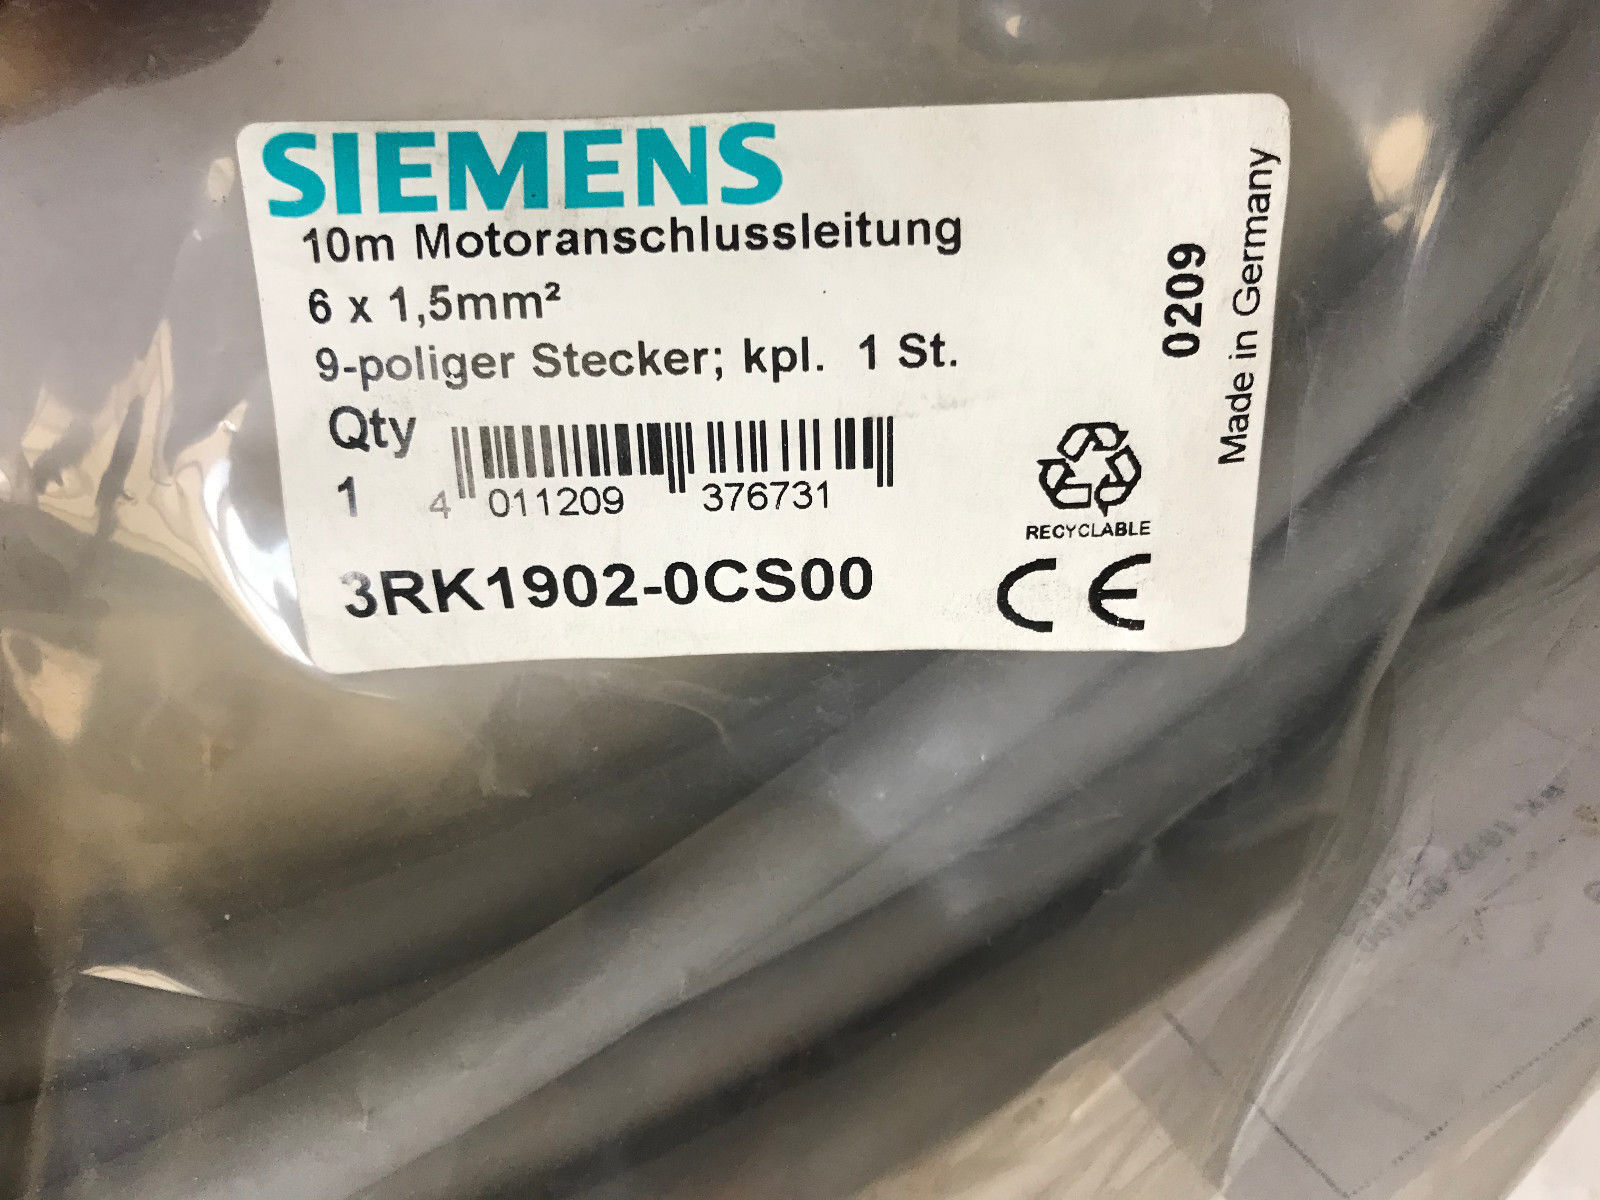 SIEMENS
10m Motoranschlussleitung
6 x 1,5mm²
9-poliger Stecker; kpl. 1 St.
Qty
1
4 011209 376731
3RK1902-0CS00
RECYCLABLE
CE
0209
Made in Germany